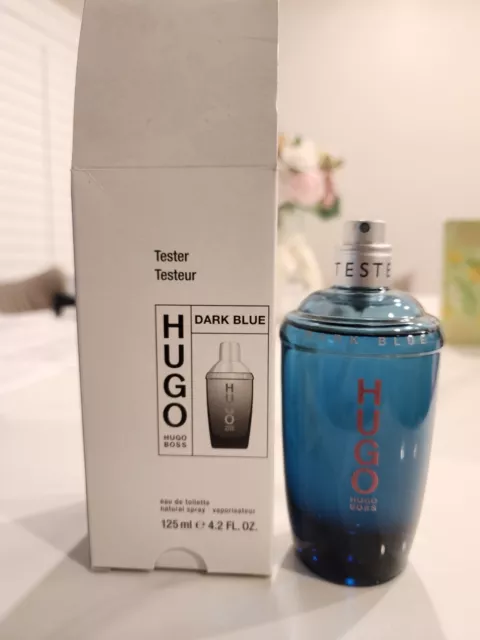 Tester
Testeur
HUGO
HUGO
BOSS
DARK BLUE
HUGO
eau de toilette
natural spray · vaporisateur
125 ml ℮ 4.2 FL. OZ.
TESTE
DARK BLUE
HUGO
HUGO
BOSS